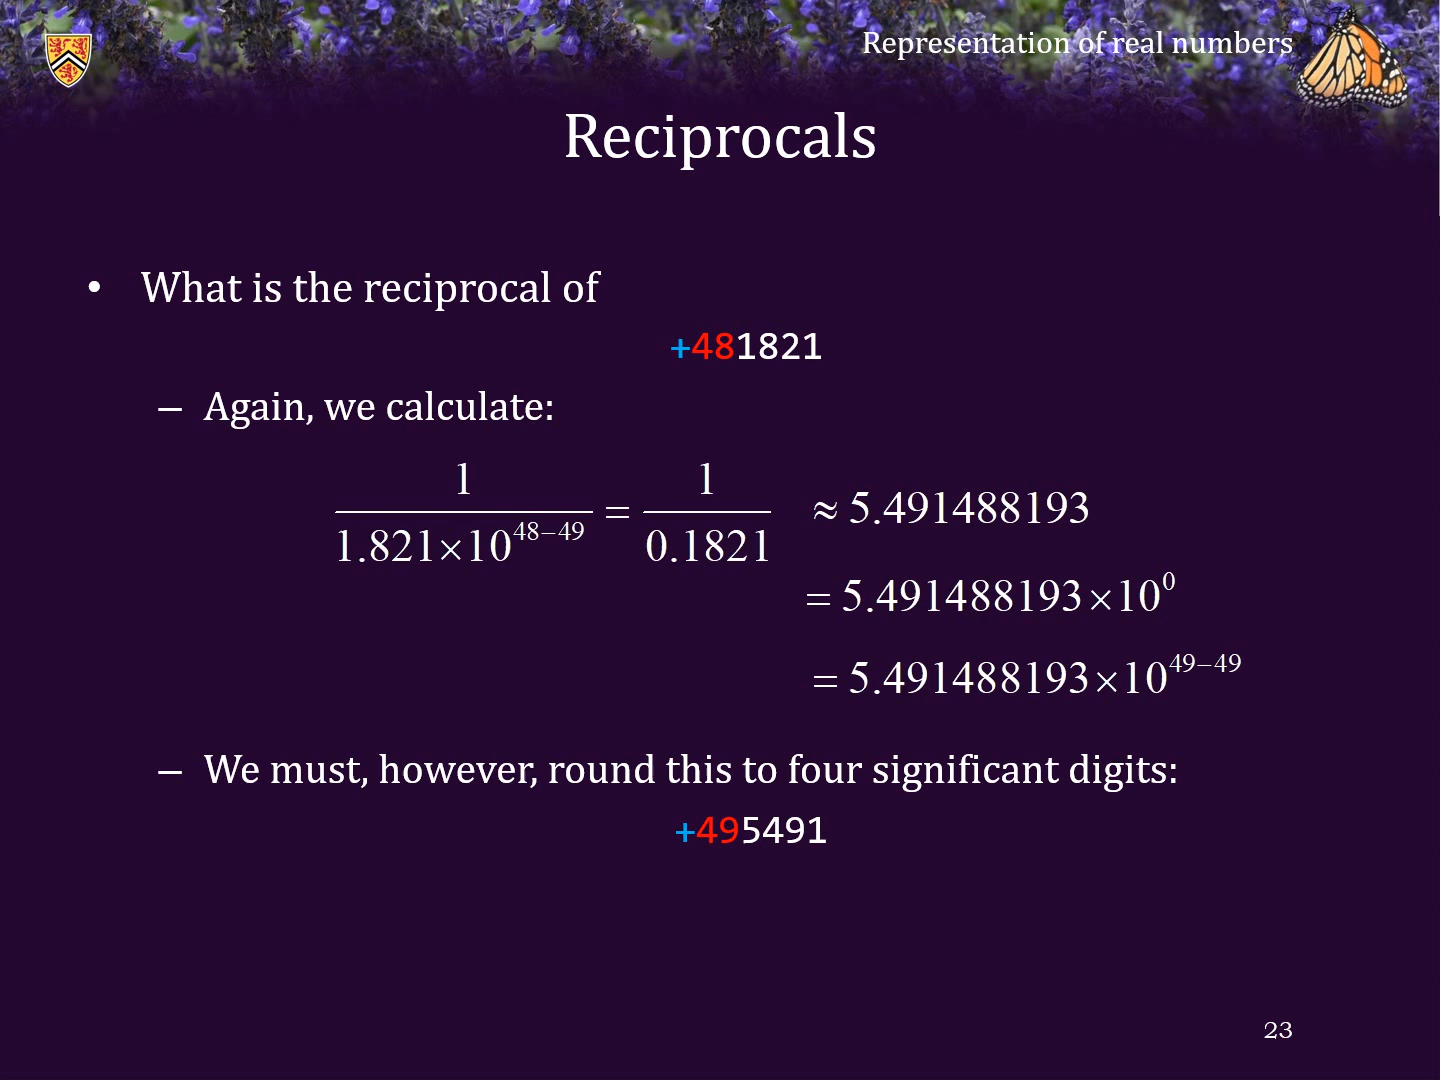 Representation of real numbers
Reciprocals
• What is the reciprocal of
+481821
– Again, we calculate:
1/(1.821×10^(48−49)) = 1/0.1821 ≈ 5.491488193
= 5.491488193×10^0
= 5.491488193×10^(49−49)
– We must, however, round this to four significant digits:
+495491
23